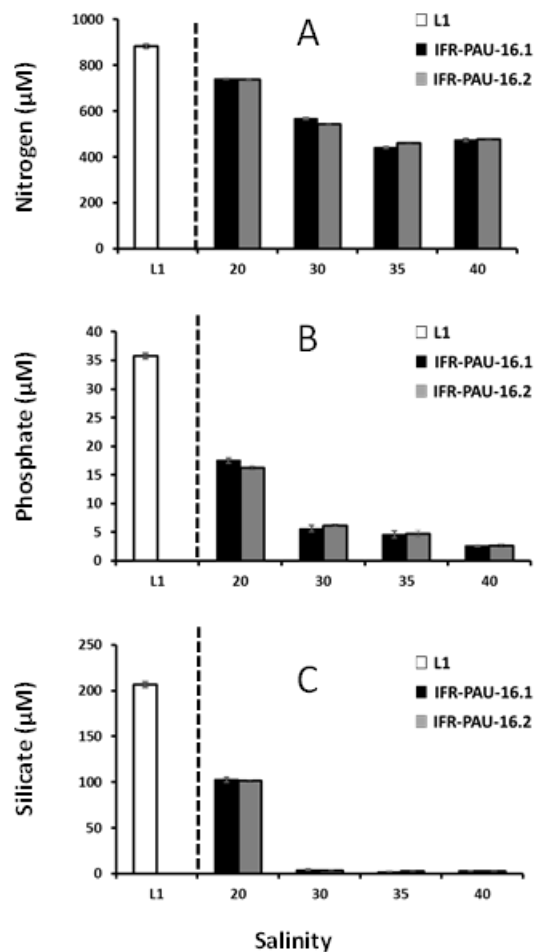 A
Nitrogen (µM)
1000
800
600
400
200
0
L1
IFR-PAU-16.1
IFR-PAU-16.2
L1 20 30 35 40
B
Phosphate (µM)
40
35
30
25
20
15
10
5
0
L1
IFR-PAU-16.1
IFR-PAU-16.2
L1 20 30 35 40
C
Silicate (µM)
250
200
150
100
50
0
L1
IFR-PAU-16.1
IFR-PAU-16.2
L1 20 30 35 40
Salinity